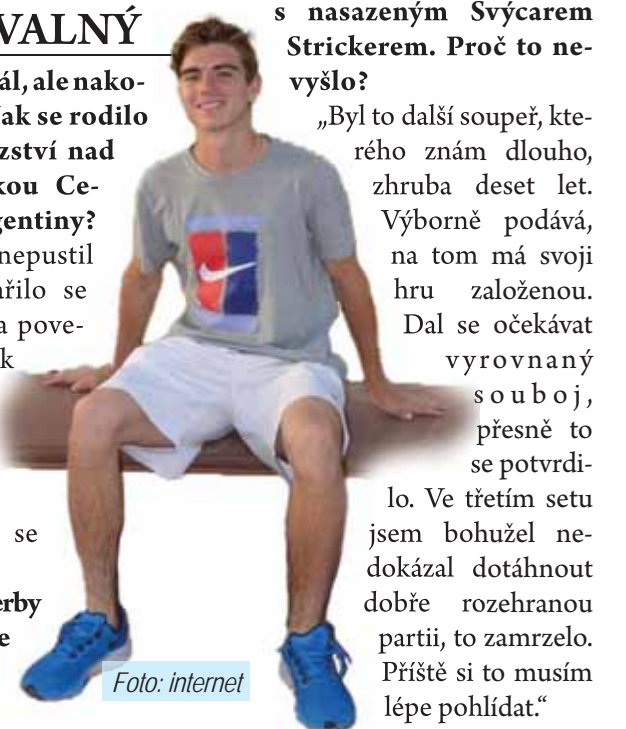 VALNÝ
ál, ale nako-
ak se rodilo
zství nad
kou Ce-
gentiny?
nepustil
ařilo se
a pove-
k
se
erby
e
Foto: internet
s nasazeným Švýcarem
Strickerem. Proč to ne-
vyšlo?
„Byl to další soupeř, kte-
rého znám dlouho,
zhruba deset let.
Výborně podává,
na tom má svoji
hru založenou.
Dal se očekávat
vyrovnaný
souboj,
přesně to
se potvrdi-
lo. Ve třetím setu
jsem bohužel ne-
dokázal dotáhnout
dobře rozehranou
partii, to zamrzelo.
Příště si to musím
lépe pohlídat.“